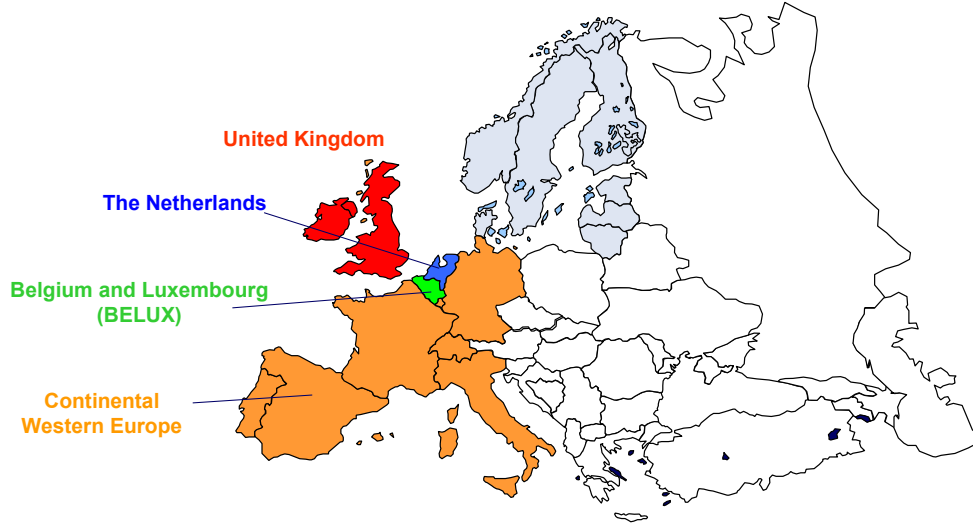 United Kingdom
The Netherlands
Belgium and Luxembourg
(BELUX)
Continental
Western Europe